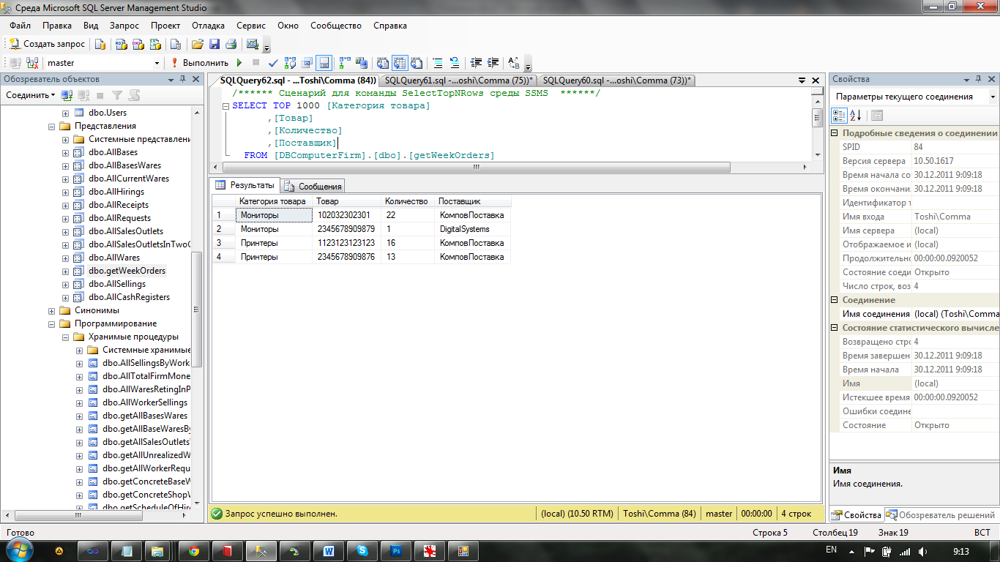 Среда Microsoft SQL Server Management Studio
Файл Правка Вид Запрос Проект Отладка Сервис Окно Сообщество Справка
Создать запрос
master Выполнить
Обозреватель объектов
Соединить
dbo.Users
Представления
Системные представлени
dbo.AllBases
dbo.AllBasesWares
dbo.AllCurrentWares
dbo.AllHirings
dbo.AllReceipts
dbo.AllRequests
dbo.AllSalesOutlets
dbo.AllSalesOutletsInTwoC
dbo.AllWares
dbo.getWeekOrders
dbo.AllSellings
dbo.AllCashRegisters
Синонимы
Программирование
Хранимые процедуры
Системные хранимые
dbo.AllSellingsByWork
dbo.AllTotalFirmMone
dbo.AllWaresRetingInP
dbo.AllWorkerSellings
dbo.getAllBasesWares
dbo.getAllBaseWaresBy
dbo.getAllSalesOutlets
dbo.getAllUnrealizedW
dbo.getAllWorkerRequ
dbo.getConcreteBaseW
dbo.getConcreteShopW
dbo.getScheduleOfHire
SQLQuery62.sql - ...Toshi\Comma (84)) SQLQuery61.sql -...oshi\Comma (75))* SQLQuery60.sql -...oshi\Comma (73))*
/****** Сценарий для команды SelectTopNRows среды SSMS ******/
SELECT TOP 1000 [Категория товара]
,[Товар]
,[Количество]
,[Поставщик]
FROM [DBComputerFirm].[dbo].[getWeekOrders]
Результаты Сообщения
Категория товара Товар Количество Поставщик
1 Мониторы 102032302301 22 КомповПоставка
2 Мониторы 2345678909879 1 DigitalSystems
3 Принтеры 1123123123123 16 КомповПоставка
4 Принтеры 2345678909876 13 КомповПоставка
Запрос успешно выполнен. (local) (10.50 RTM) Toshi\Comma (84) master 00:00:00 4 строк
Свойства
Параметры текущего соединения
Подробные сведения о соединении
SPID 84
Версия сервера 10.50.1617
Время начала со 30.12.2011 9:09:18
Время окончани 30.12.2011 9:09:18
Идентификатор т
Имя входа Toshi\Comma
Имя сервера (local)
Отображаемое и (local)
Продолжительно 00:00:00.0920052
Состояние соеди Открыто
Число строк, воз 4
Соединение
Имя соединения (local) (Toshi\Comma
Состояние статистического вычисле
Возвращено стро 4
Время завершен 30.12.2011 9:09:18
Время начала 30.12.2011 9:09:18
Имя (local)
Истекшее время 00:00:00.0920052
Ошибки соедине
Состояние Открыто
Имя
Имя соединения.
Свойства Обозреватель решений
Готово Строка 5 Столбец 19 Знак 19 ВСТ
EN 9:13